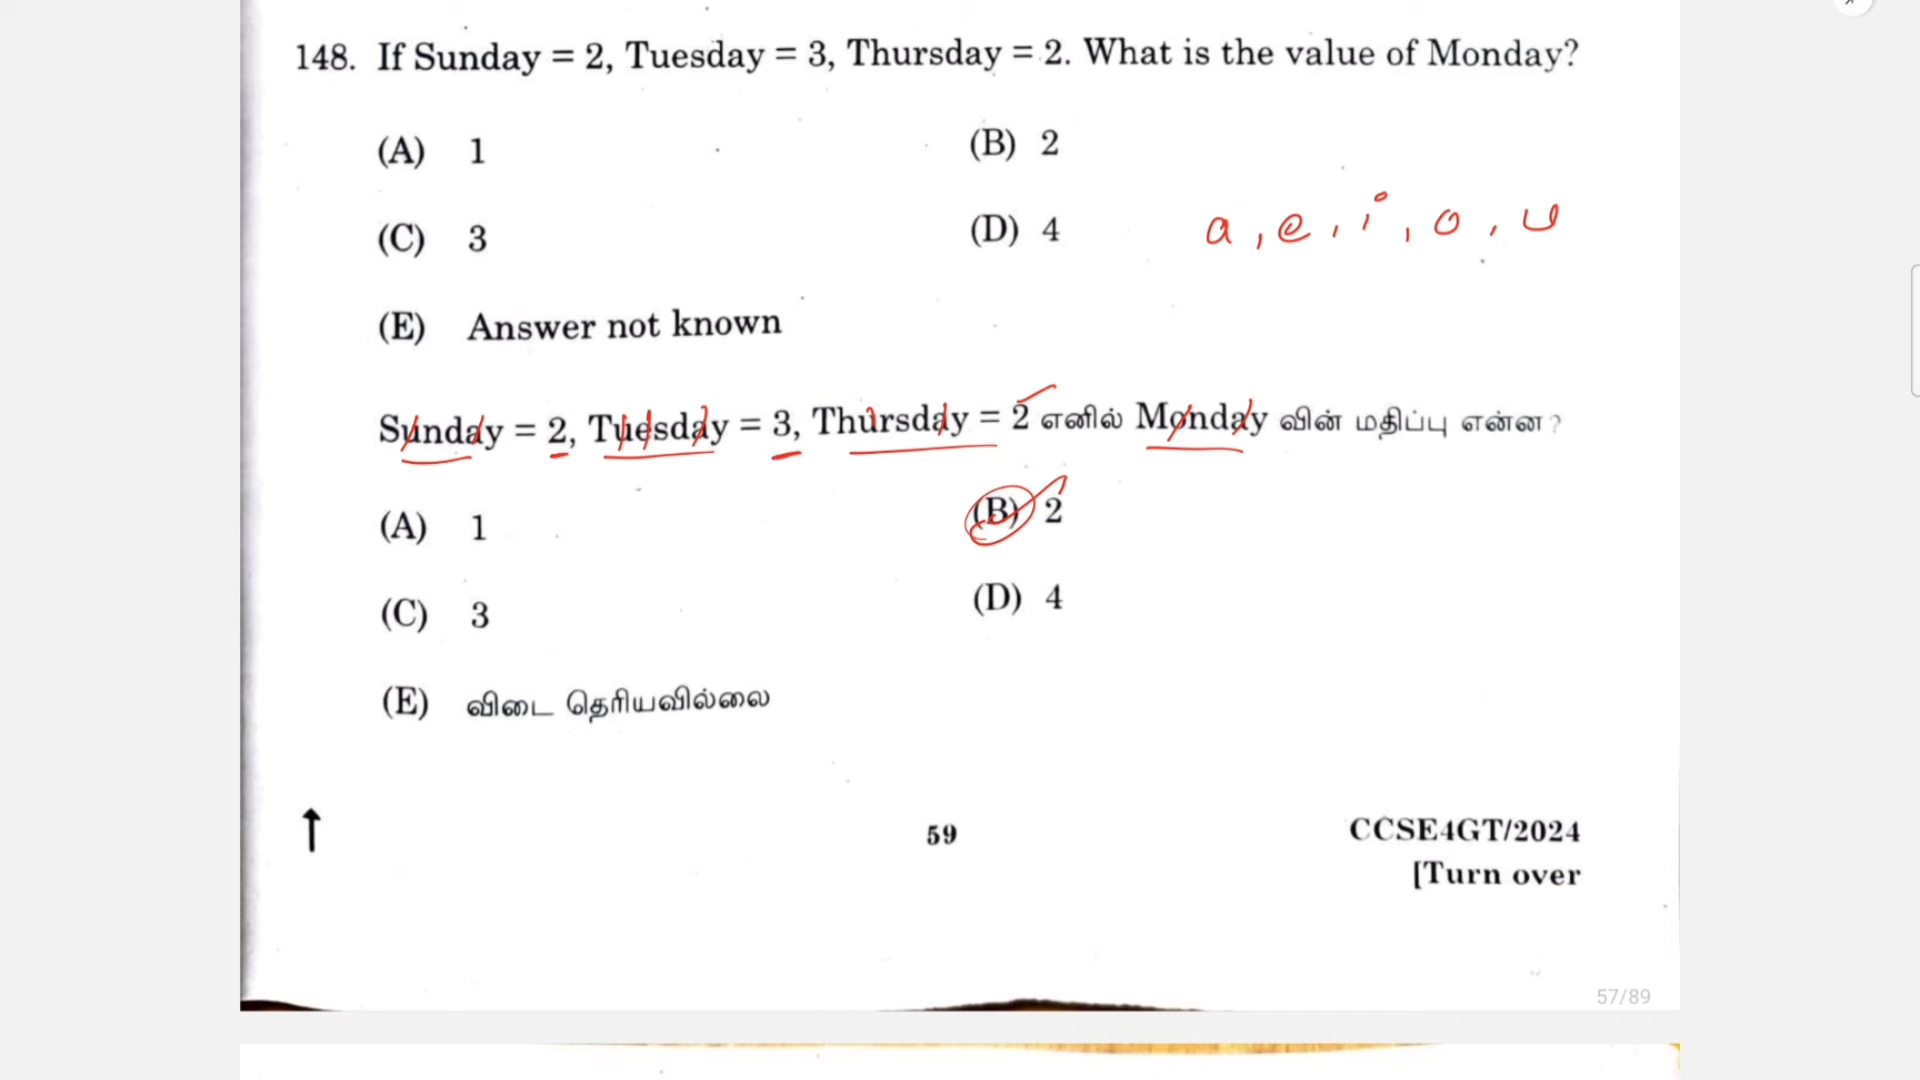 148. If Sunday = 2, Tuesday = 3, Thursday = 2. What is the value of Monday?
(A) 1 (B) 2
(C) 3 (D) 4
a, e, i, o, u
(E) Answer not known
Sunday = 2, Tuesday = 3, Thursday = 2 எனில் Monday வின் மதிப்பு என்ன?
(A) 1 (B) 2
(C) 3 (D) 4
(E) விடை தெரியவில்லை
↑ 59 CCSE4GT/2024
[Turn over
57/89